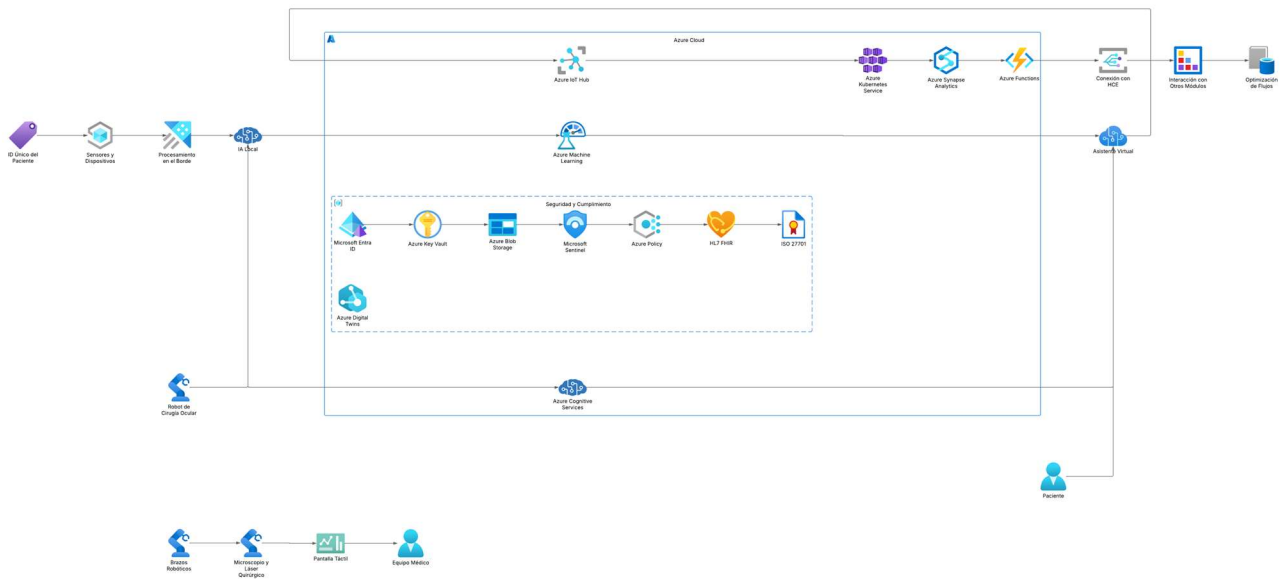 Azure Cloud
Azure IoT Hub
Azure
Kubernetes
Service
Azure Synapse
Analytics
Azure Functions
Conexión con
HCE
Interacción con
Otros Módulos
Optimización
de Flujos
ID Único del
Paciente
Sensores y
Dispositivos
Procesamiento
en el Borde
IA Local
Azure Machine
Learning
Asistente Virtual
Seguridad y Cumplimiento
Microsoft Entra
ID
Azure Key Vault
Azure Blob
Storage
Microsoft
Sentinel
Azure Policy
HL7 FHIR
ISO 27701
Azure Digital
Twins
Robot de
Cirugía Ocular
Azure Cognitive
Services
Paciente
Brazos
Robóticos
Microscopio y
Láser
Quirúrgico
Pantalla Táctil
Equipo Médico